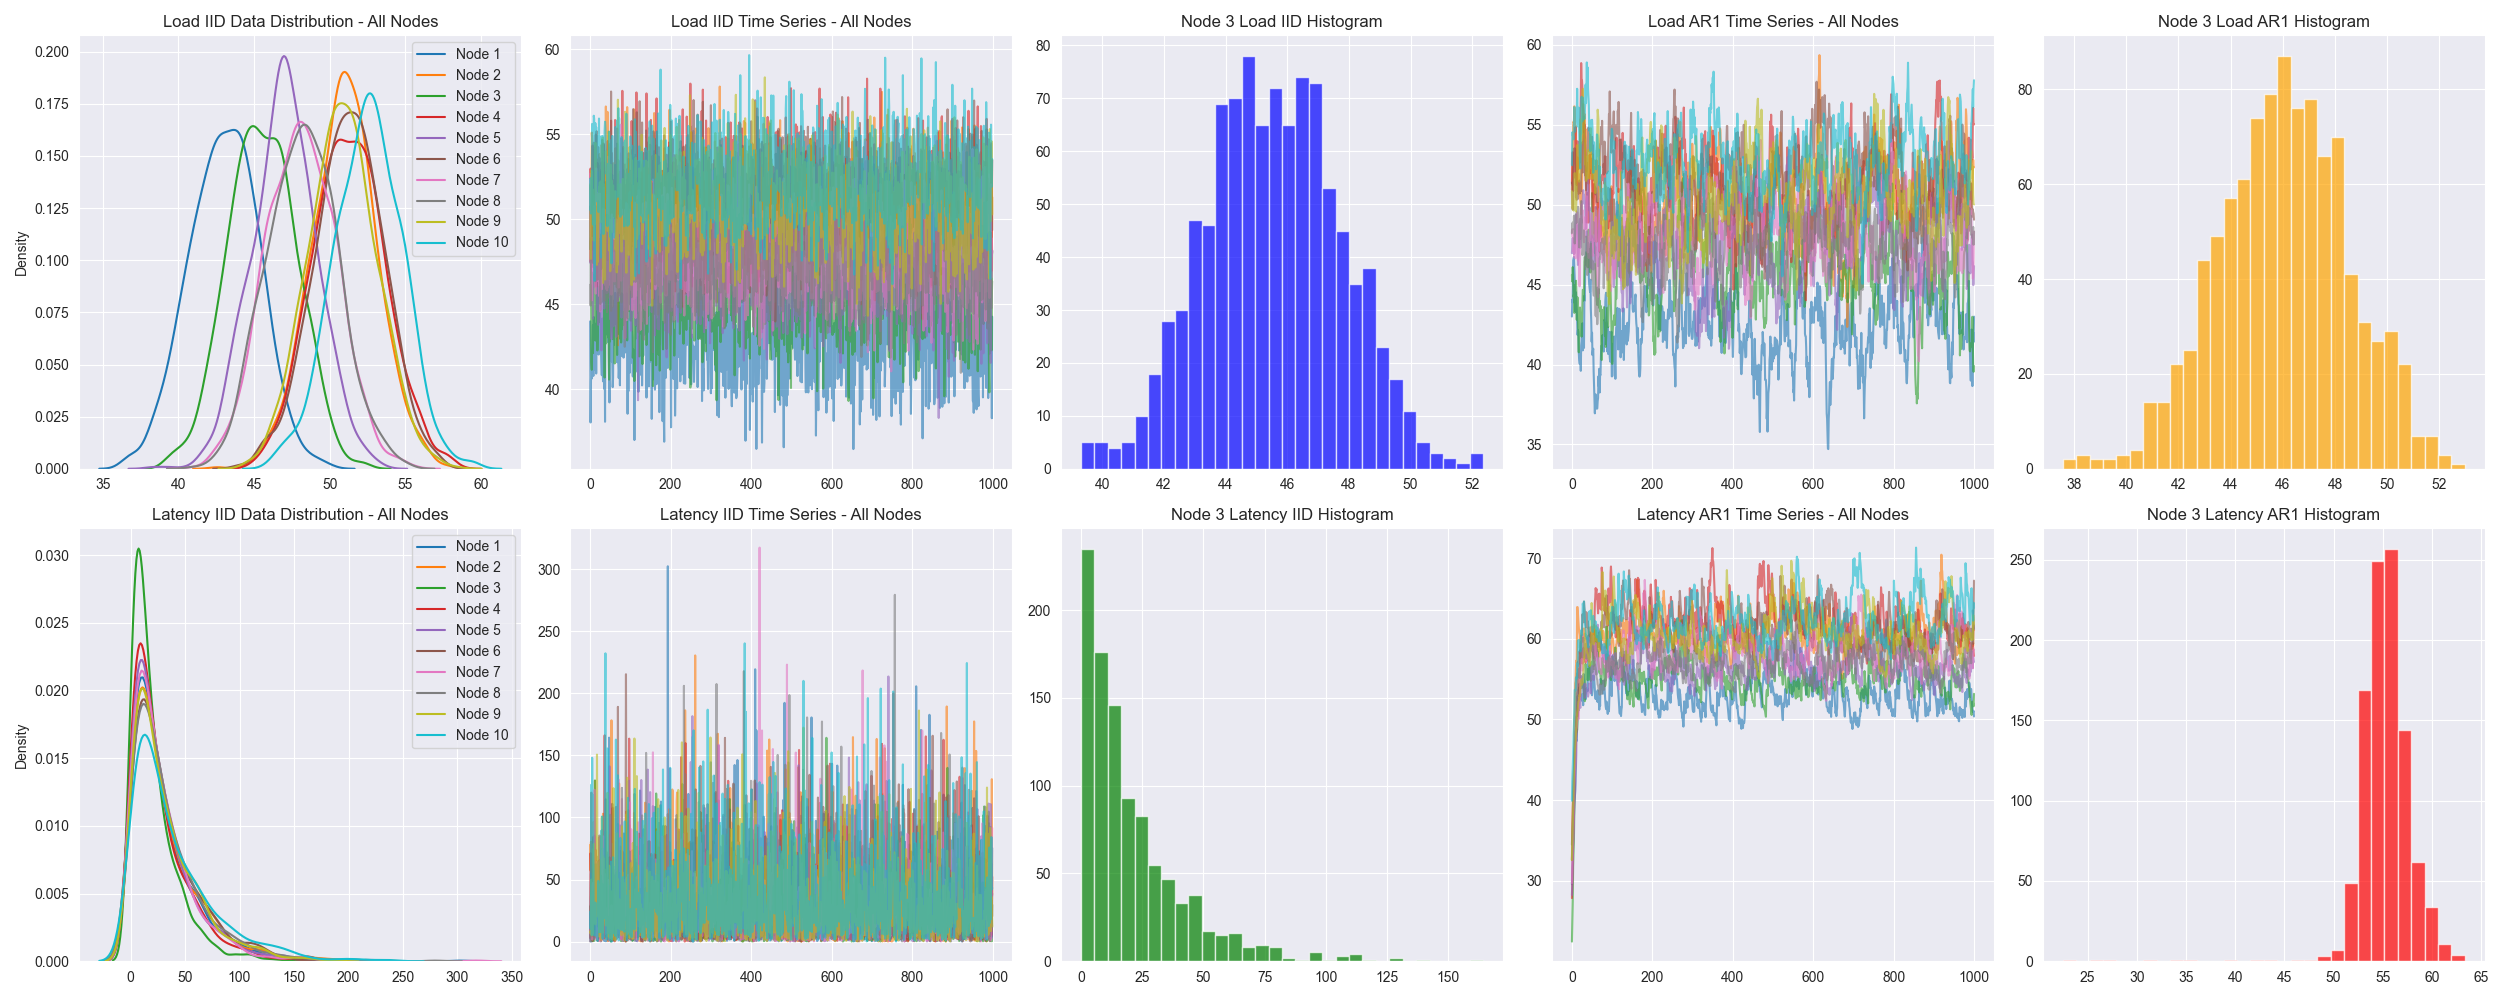 Load IID Data Distribution - All Nodes
Density
0.200
0.175
0.150
0.125
0.100
0.075
0.050
0.025
0.000
35 40 45 50 55 60
Node 1
Node 2
Node 3
Node 4
Node 5
Node 6
Node 7
Node 8
Node 9
Node 10
Load IID Time Series - All Nodes
60
55
50
45
40
0 200 400 600 800 1000
Node 3 Load IID Histogram
80
70
60
50
40
30
20
10
0
40 42 44 46 48 50 52
Load AR1 Time Series - All Nodes
60
55
50
45
40
35
0 200 400 600 800 1000
Node 3 Load AR1 Histogram
80
60
40
20
0
38 40 42 44 46 48 50 52
Latency IID Data Distribution - All Nodes
Density
0.030
0.025
0.020
0.015
0.010
0.005
0.000
0 50 100 150 200 250 300 350
Node 1
Node 2
Node 3
Node 4
Node 5
Node 6
Node 7
Node 8
Node 9
Node 10
Latency IID Time Series - All Nodes
300
250
200
150
100
50
0
0 200 400 600 800 1000
Node 3 Latency IID Histogram
200
150
100
50
0
0 25 50 75 100 125 150
Latency AR1 Time Series - All Nodes
70
60
50
40
30
0 200 400 600 800 1000
Node 3 Latency AR1 Histogram
250
200
150
100
50
0
25 30 35 40 45 50 55 60 65